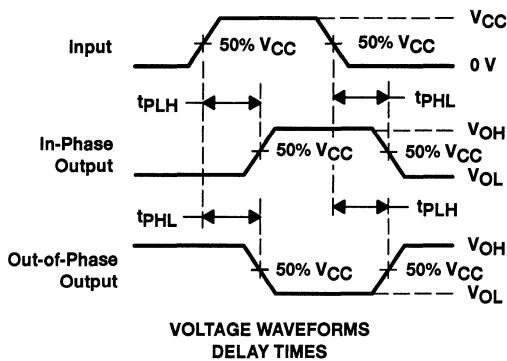 VCC
Input
50% VCC
50% VCC
0 V
tPLH
tPHL
In-Phase
Output
50% VCC
VOH
50% VCC
VOL
tPHL
tPLH
Out-of-Phase
Output
50% VCC
VOH
50% VCC
VOL
VOLTAGE WAVEFORMS
DELAY TIMES